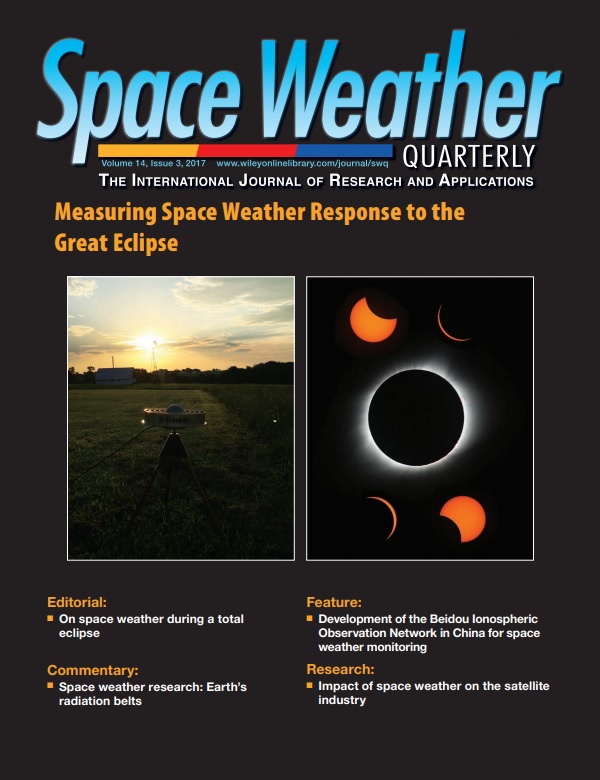 Space Weather
QUARTERLY
Volume 14, Issue 3, 2017 www.wileyonlinelibrary.com/journal/swq
THE INTERNATIONAL JOURNAL OF RESEARCH AND APPLICATIONS
Measuring Space Weather Response to the
Great Eclipse
Trimble
Editorial:
On space weather during a total
eclipse
Commentary:
Space weather research: Earth's
radiation belts
Feature:
Development of the Beidou Ionospheric
Observation Network in China for space
weather monitoring
Research:
Impact of space weather on the satellite
industry